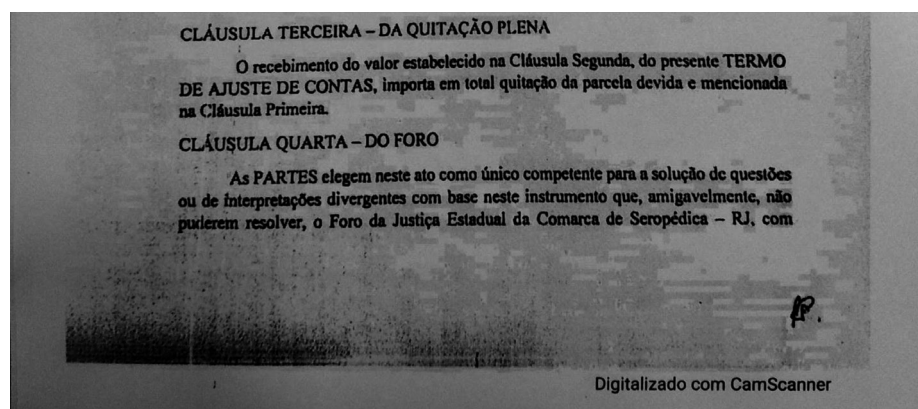 CLÁUSULA TERCEIRA – DA QUITAÇÃO PLENA
O recebimento do valor estabelecido na Cláusula Segunda, do presente TERMO
DE AJUSTE DE CONTAS, importa em total quitação da parcela devida e mencionada
na Cláusula Primeira.
CLÁUSULA QUARTA – DO FORO
As PARTES elegem neste ato como único competente para a solução de questões
ou de interpretações divergentes com base neste instrumento que, amigavelmente, não
puderem resolver, o Foro da Justiça Estadual da Comarca de Seropédica – RJ, com
Digitalizado com CamScanner